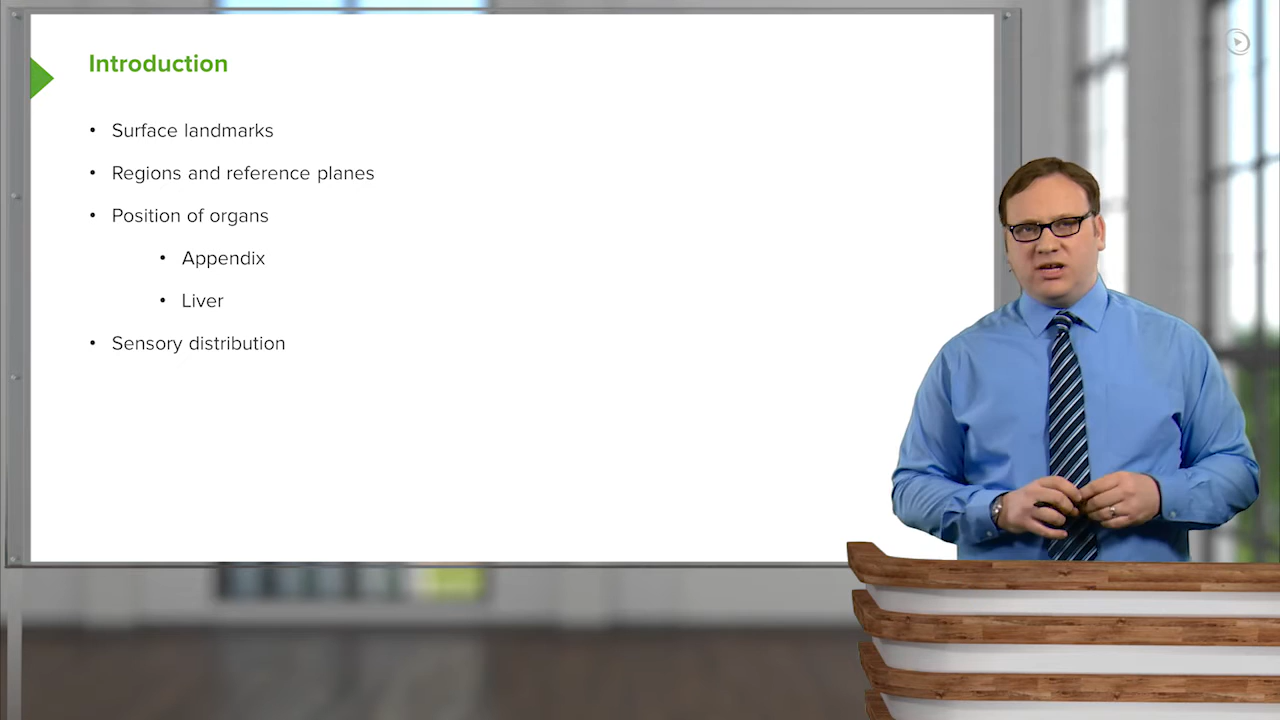 Introduction
• Surface landmarks
• Regions and reference planes
• Position of organs
• Appendix
• Liver
• Sensory distribution